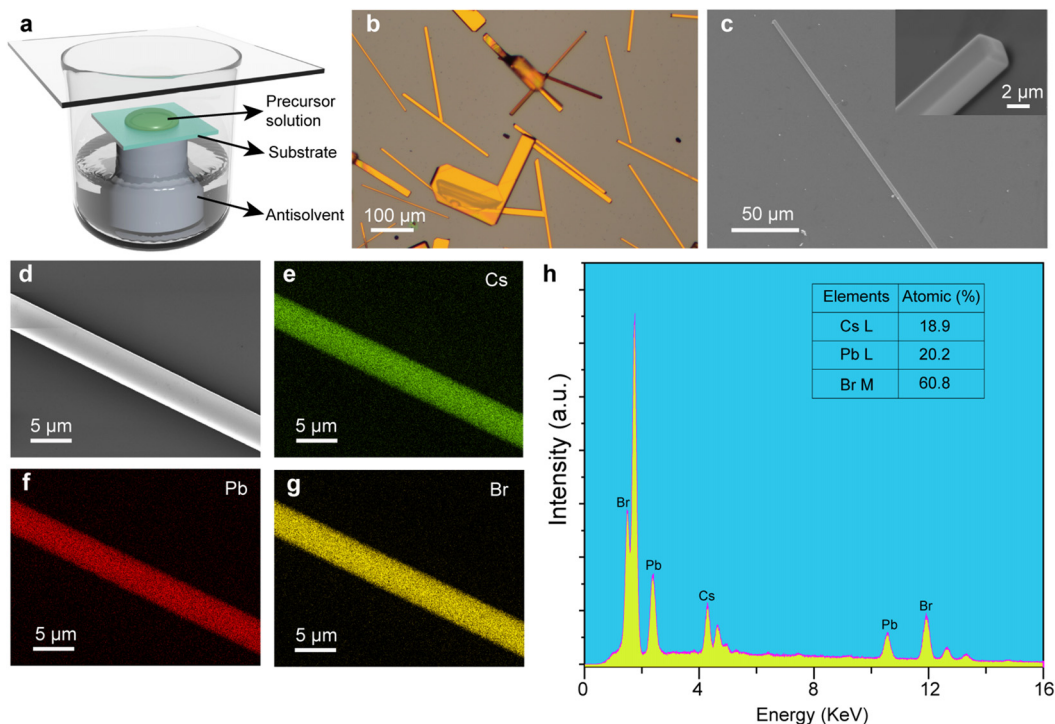 a
Precursor
solution
Substrate
Antisolvent
b
100 μm
c
2 μm
50 μm
d
5 μm
e
Cs
5 μm
f
Pb
5 μm
g
Br
5 μm
h
Elements Atomic (%)
Cs L 18.9
Pb L 20.2
Br M 60.8
Intensity (a.u.)
Br
Pb
Cs
Pb
Br
0 4 8 12 16
Energy (KeV)